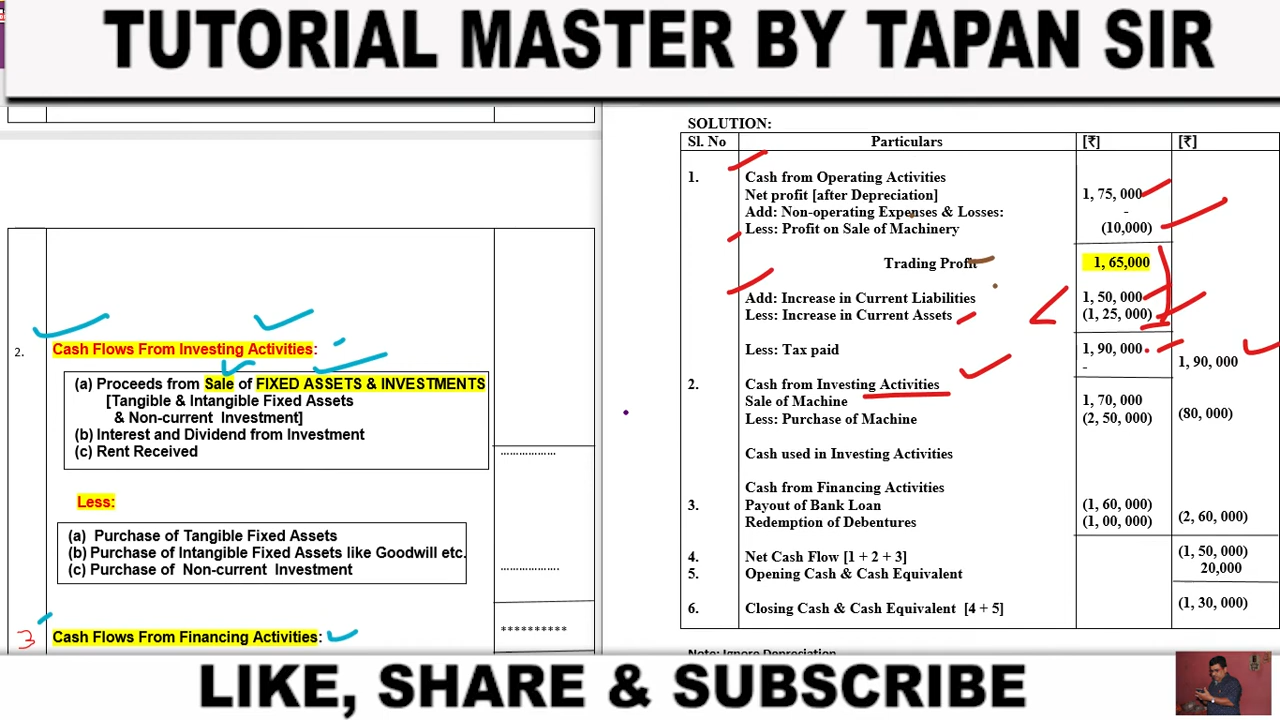 TUTORIAL MASTER BY TAPAN SIR
2.
Cash Flows From Investing Activities:
(a) Proceeds from Sale of FIXED ASSETS & INVESTMENTS
[Tangible & Intangible Fixed Assets
& Non-current Investment]
(b) Interest and Dividend from Investment
(c) Rent Received
.................
Less:
(a) Purchase of Tangible Fixed Assets
(b) Purchase of Intangible Fixed Assets like Goodwill etc.
(c) Purchase of Non-current Investment
..................
3
Cash Flows From Financing Activities:
**********
SOLUTION:
Sl. No Particulars [₹] [₹]
1. Cash from Operating Activities
Net profit [after Depreciation] 1, 75, 000
Add: Non-operating Expenses & Losses: -
Less: Profit on Sale of Machinery (10,000)
Trading Profit 1, 65,000
Add: Increase in Current Liabilities 1, 50, 000
Less: Increase in Current Assets (1, 25, 000)
1, 90, 000
Less: Tax paid - 1, 90, 000
2. Cash from Investing Activities
Sale of Machine 1, 70, 000
Less: Purchase of Machine (2, 50, 000) (80, 000)
Cash used in Investing Activities
Cash from Financing Activities
3. Payout of Bank Loan (1, 60, 000)
Redemption of Debentures (1, 00, 000) (2, 60, 000)
4. Net Cash Flow [1 + 2 + 3] (1, 50, 000)
5. Opening Cash & Cash Equivalent 20,000
6. Closing Cash & Cash Equivalent [4 + 5] (1, 30, 000)
Note: Ignore Depreciation
LIKE, SHARE & SUBSCRIBE